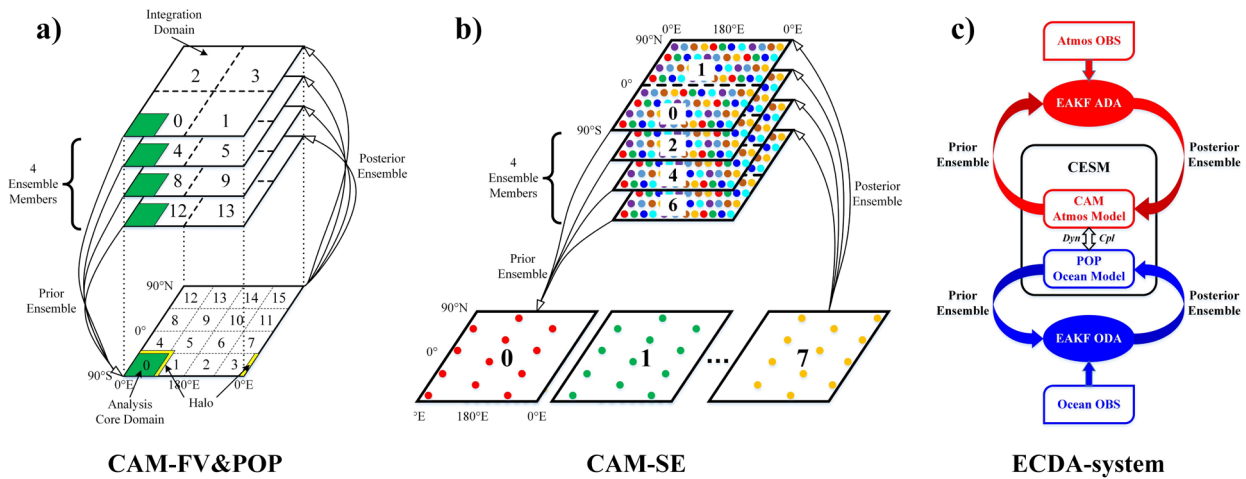 a)
Integration
Domain
2 3
0 1
4 5
8 9
12 13
4
Ensemble
Members
Posterior
Ensemble
Prior
Ensemble
90°N
0°
90°S
12 13 14 15
8 9 10 11
4 5 6 7
0 1 2 3
0°E 180°E 0°E
Analysis
Core Domain
Halo
CAM-FV&POP
b)
0°E 180°E 0°E
90°N
0°
90°S
1
0
2
4
6
4
Ensemble
Members
Posterior
Ensemble
Prior
Ensemble
90°N
0°
0 1 ... 7
°E 180°E 0°E
CAM-SE
c)
Atmos OBS
EAKF ADA
Prior
Ensemble
Posterior
Ensemble
CESM
CAM
Atmos Model
Dyn Cpl
POP
Ocean Model
Prior
Ensemble
Posterior
Ensemble
EAKF ODA
Ocean OBS
ECDA-system